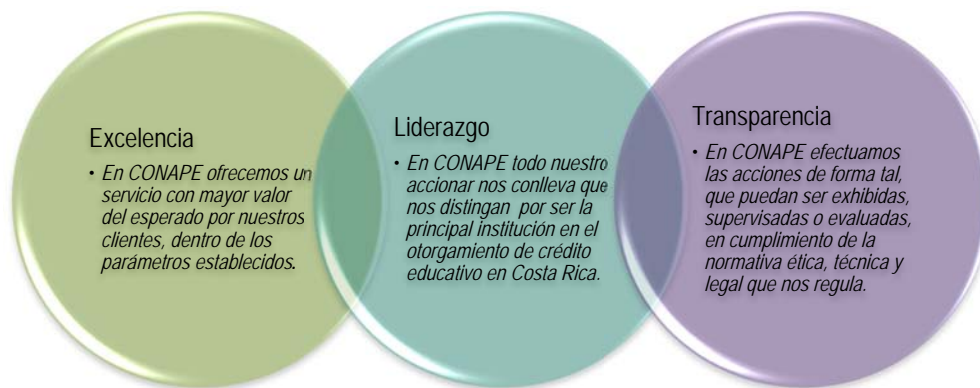 Excelencia
• En CONAPE ofrecemos un
servicio con mayor valor
del esperado por nuestros
clientes, dentro de los
parámetros establecidos.
Liderazgo
• En CONAPE todo nuestro
accionar nos conlleva que
nos distingan por ser la
principal institución en el
otorgamiento de crédito
educativo en Costa Rica.
Transparencia
• En CONAPE efectuamos
las acciones de forma tal,
que puedan ser exhibidas,
supervisadas o evaluadas,
en cumplimiento de la
normativa ética, técnica y
legal que nos regula.